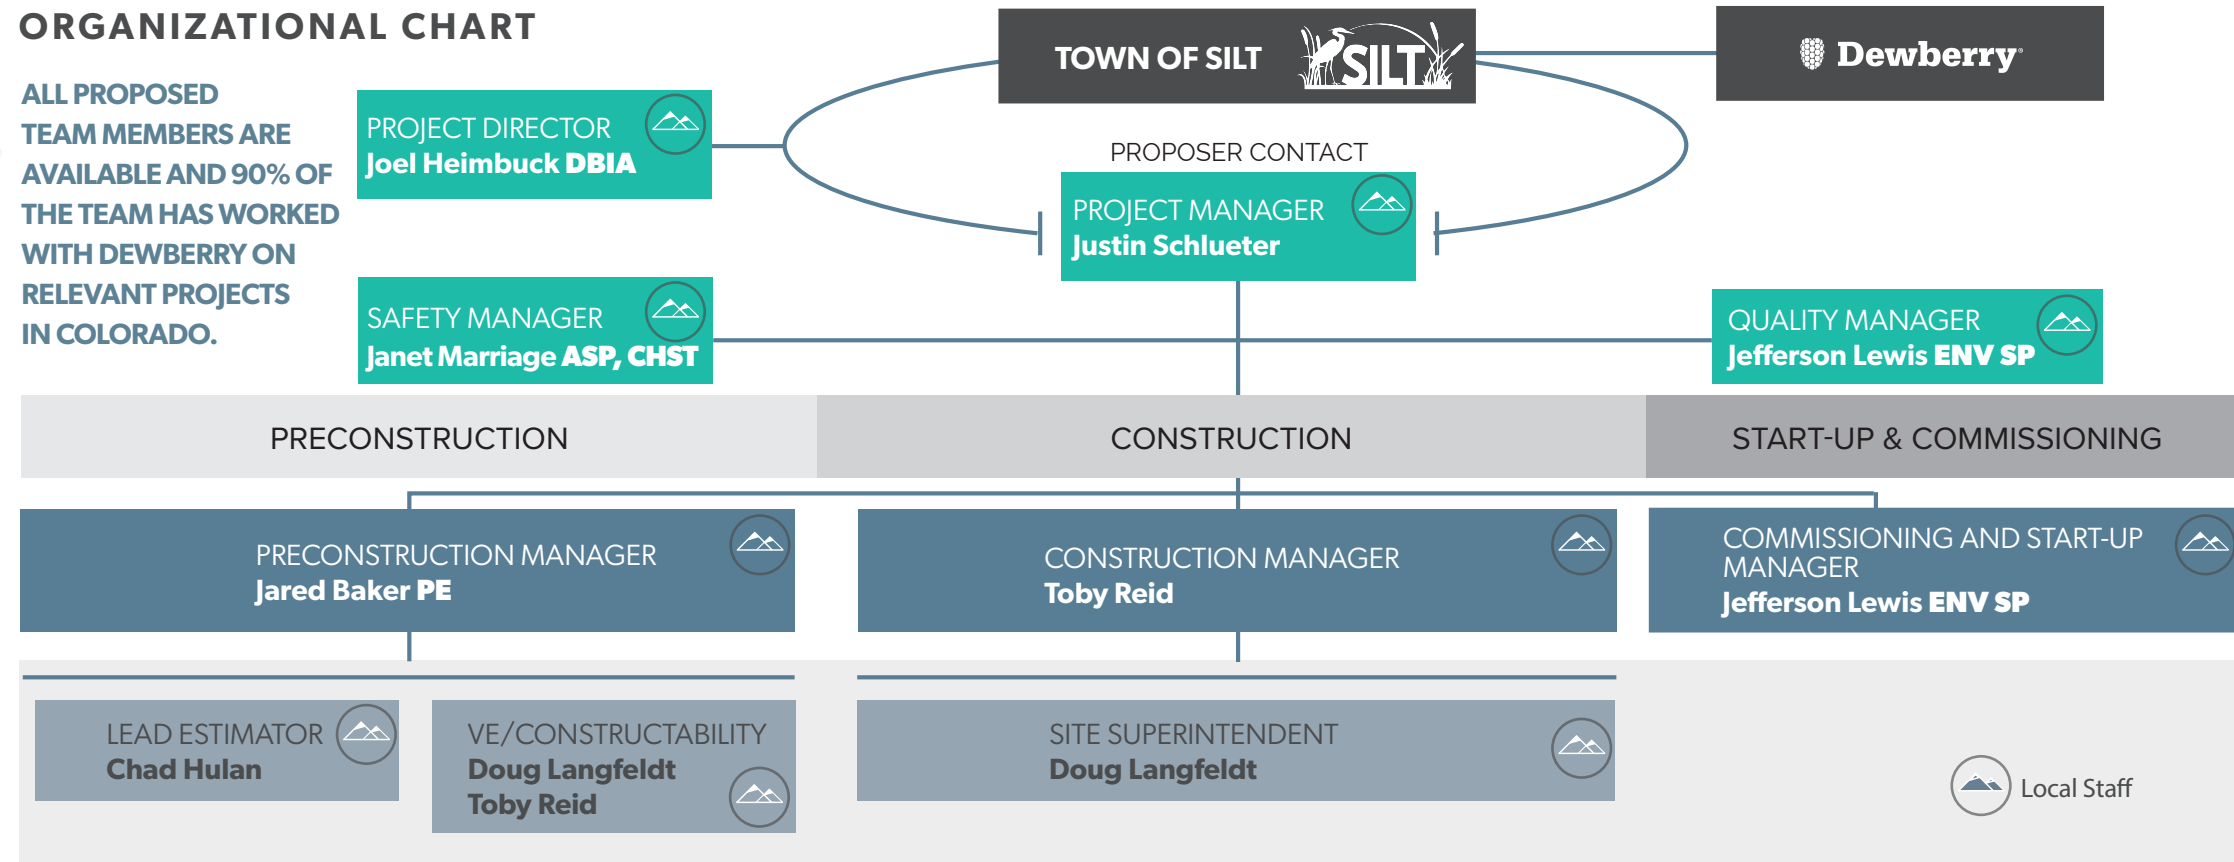 ORGANIZATIONAL CHART
ALL PROPOSED
TEAM MEMBERS ARE
AVAILABLE AND 90% OF
THE TEAM HAS WORKED
WITH DEWBERRY ON
RELEVANT PROJECTS
IN COLORADO.
TOWN OF SILT
SILT
Dewberry
PROJECT DIRECTOR
Joel Heimbuck DBIA
PROPOSER CONTACT
PROJECT MANAGER
Justin Schlueter
SAFETY MANAGER
Janet Marriage ASP, CHST
QUALITY MANAGER
Jefferson Lewis ENV SP
PRECONSTRUCTION
CONSTRUCTION
START-UP & COMMISSIONING
PRECONSTRUCTION MANAGER
Jared Baker PE
CONSTRUCTION MANAGER
Toby Reid
COMMISSIONING AND START-UP
MANAGER
Jefferson Lewis ENV SP
LEAD ESTIMATOR
Chad Hulan
VE/CONSTRUCTABILITY
Doug Langfeldt
Toby Reid
SITE SUPERINTENDENT
Doug Langfeldt
Local Staff